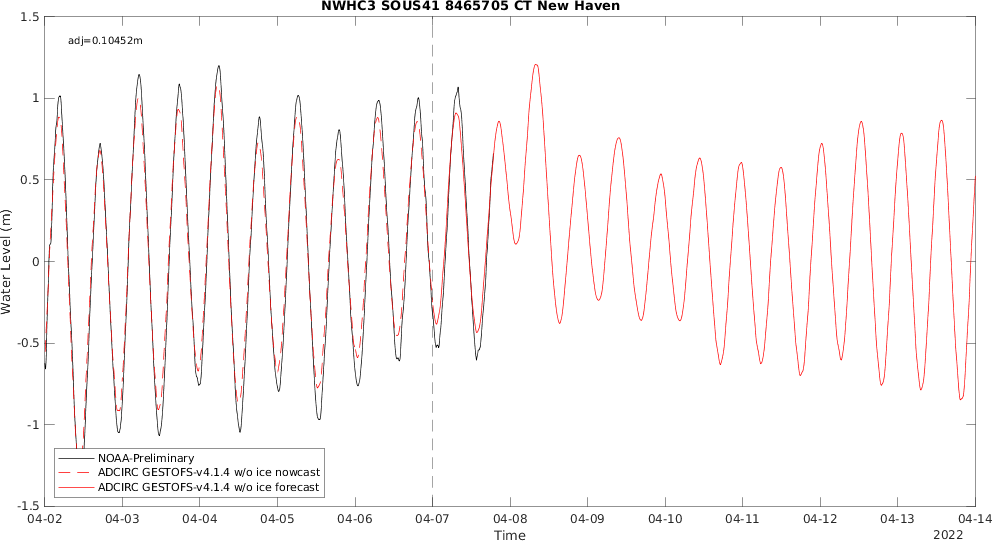 NWHC3 SOUS41 8465705 CT New Haven
adj=0.10452m
1.5
1
0.5
0
-0.5
-1
-1.5
Water Level (m)
NOAA-Preliminary
ADCIRC GESTOFS-v4.1.4 w/o ice nowcast
ADCIRC GESTOFS-v4.1.4 w/o ice forecast
04-02 04-03 04-04 04-05 04-06 04-07 04-08 04-09 04-10 04-11 04-12 04-13 04-14
Time
2022